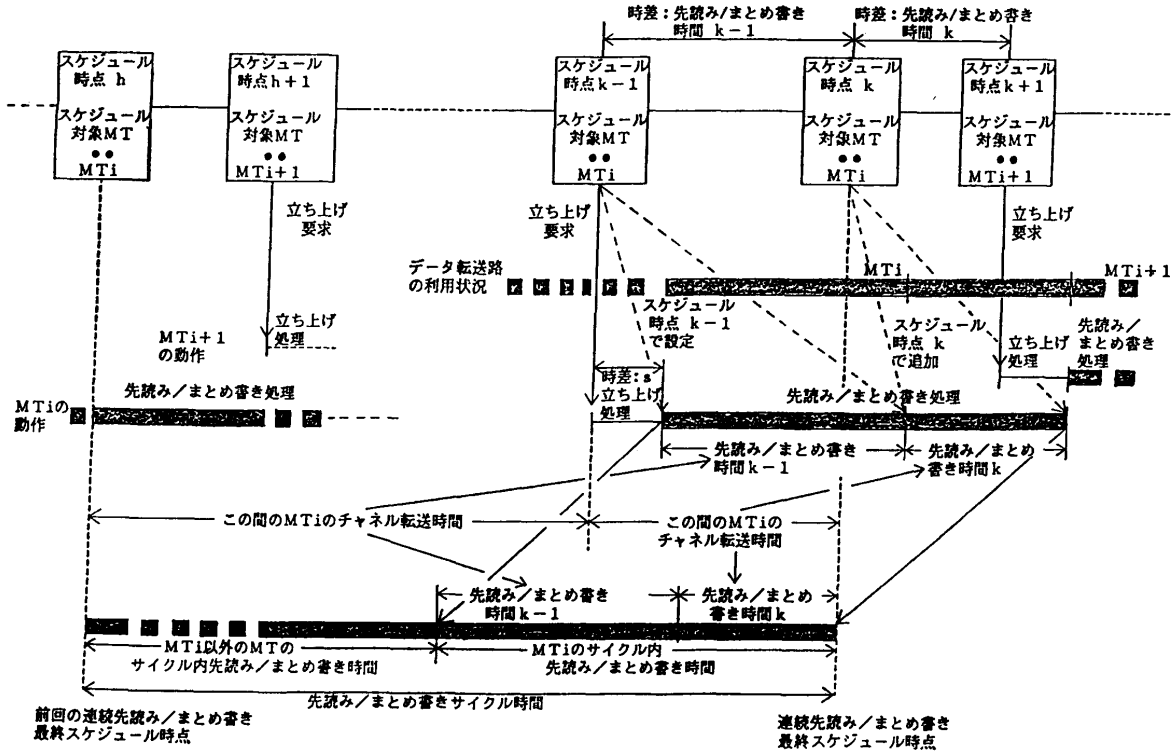 時差：先読み/まとめ書き
時間 k−1
時差：先読み/まとめ書き
時間 k
スケジュール
時点 h
スケジュール
対象MT
●●
MTi
スケジュール
時点h+1
スケジュール
対象MT
●●
MTi+1
スケジュール
時点k−1
スケジュール
対象MT
●●
MTi
スケジュール
時点 k
スケジュール
対象MT
●●
MTi
スケジュール
時点k+1
スケジュール
対象MT
●●
MTi+1
立ち上げ
要求
立ち上げ
要求
立ち上げ
要求
データ転送路
の利用状況
MTi
MTi+1
スケジュール
時点 k−1
で設定
スケジュール
時点 k
で追加
MTi+1
の動作
立ち上げ
処理
立ち上げ
処理
先読み/
まとめ書き
処理
時差：s
立ち上げ
処理
MTiの
動作
先読み/まとめ書き処理
先読み/まとめ書き処理
先読み/まとめ書き
時間k−1
先読み/まとめ
書き時間k
この間のMTiのチャネル転送時間
この間のMTiの
チャネル転送時間
先読み/まとめ書き
時間k−1
先読み/まとめ
書き時間k
MTi以外のMTの
サイクル内先読み/まとめ書き時間
MTiのサイクル内
先読み/まとめ書き時間
先読み/まとめ書きサイクル時間
前回の連続先読み/まとめ書き
最終スケジュール時点
連続先読み/まとめ書き
最終スケジュール時点